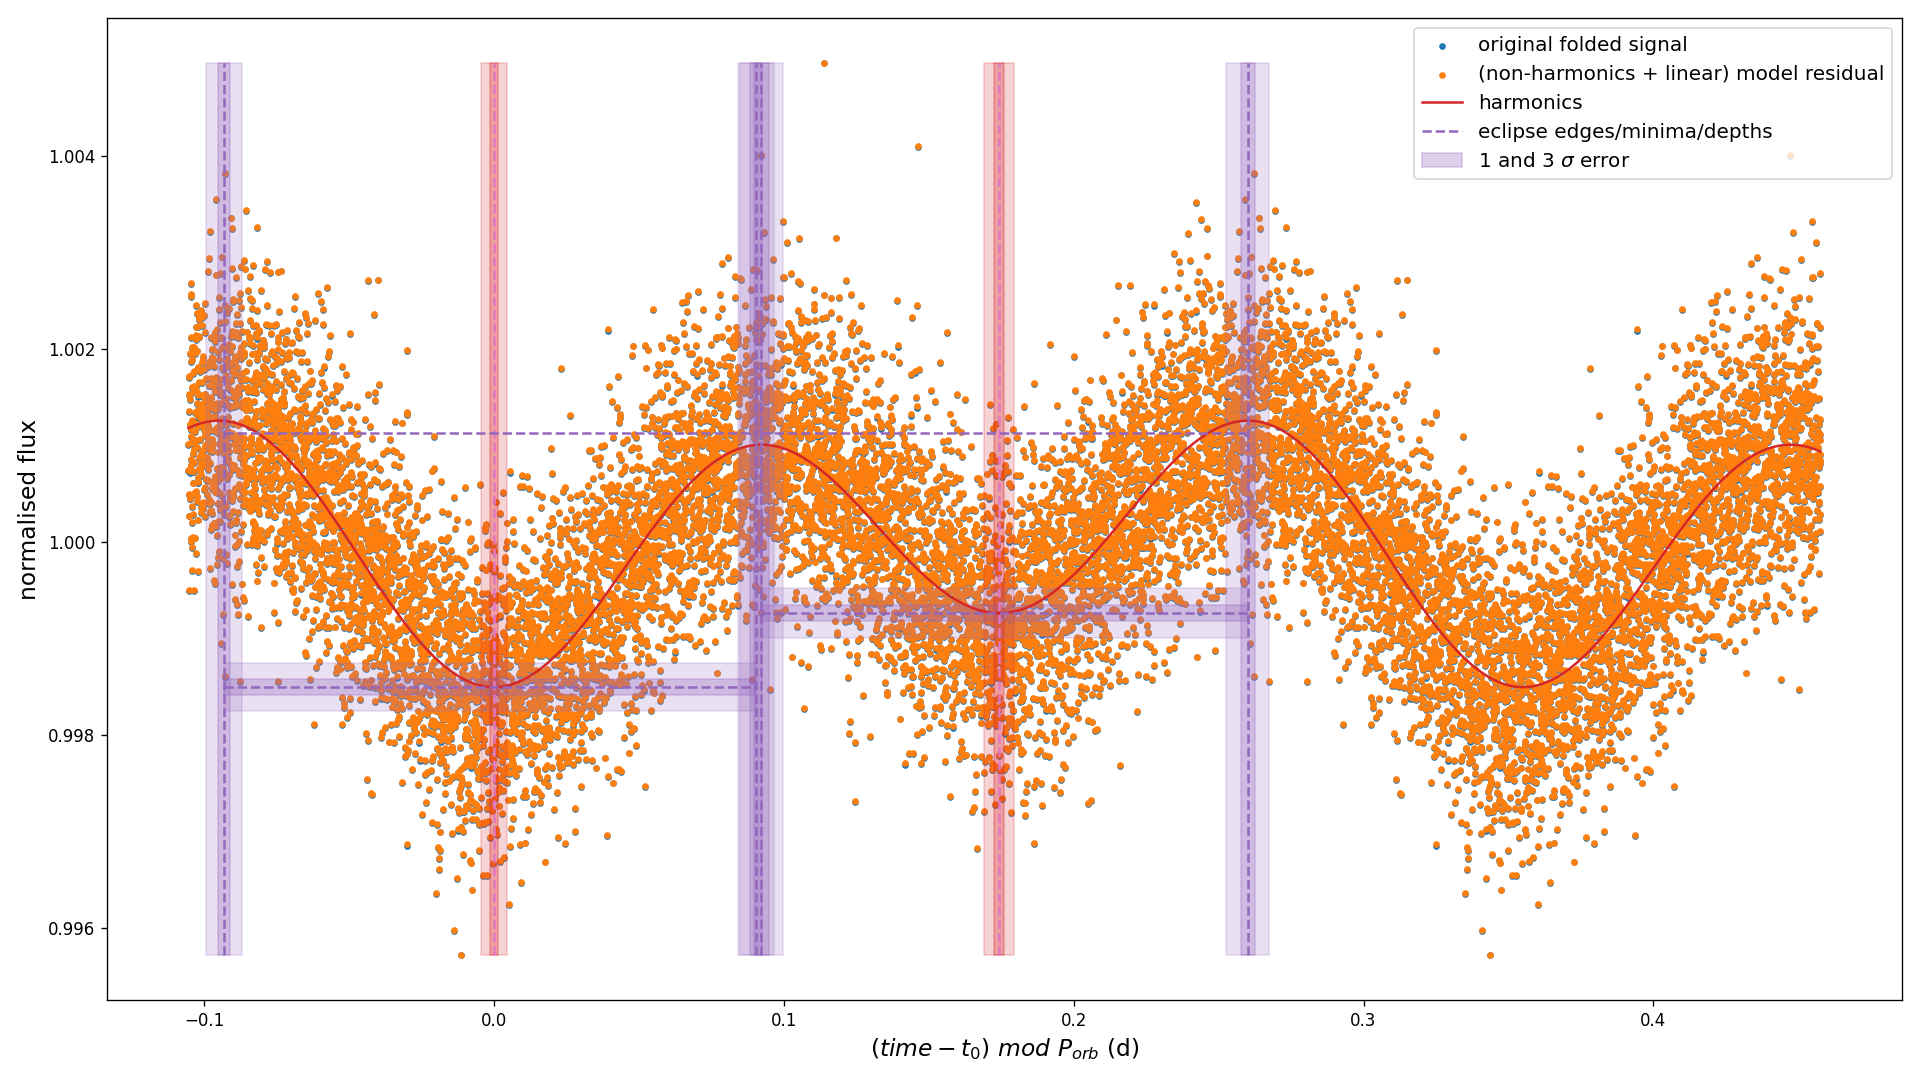 original folded signal
(non-harmonics + linear) model residual
harmonics
eclipse edges/minima/depths
1 and 3 σ error
normalised flux
1.004
1.002
1.000
0.998
0.996
−0.1 0.0 0.1 0.2 0.3 0.4
(time − t₀) mod Pₒᵣb (d)